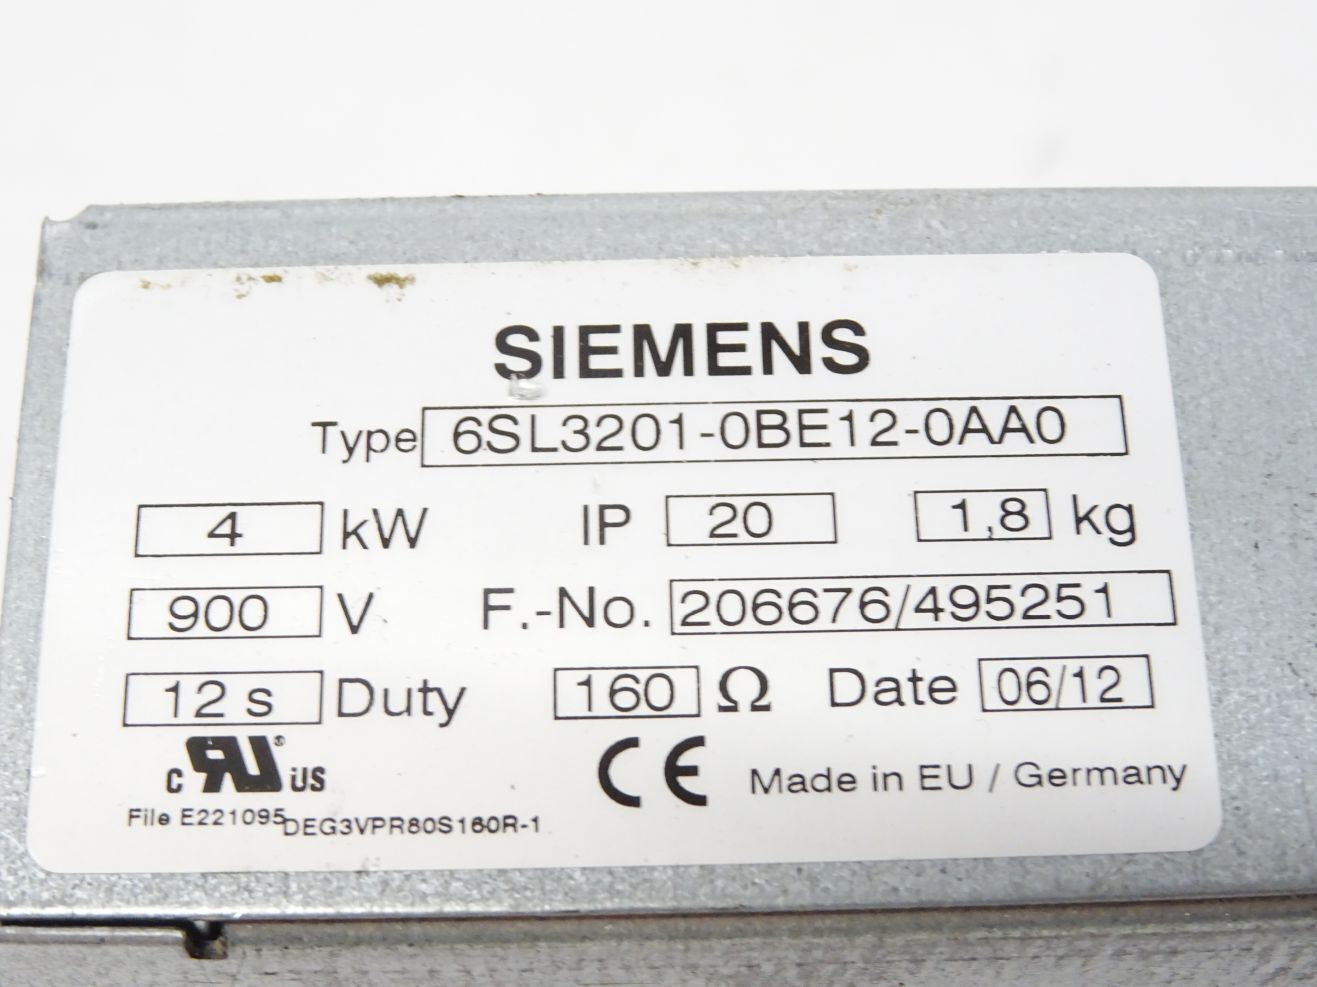 SIEMENS
Type 6SL3201-0BE12-0AA0
4 kW IP 20 1,8 kg
900 V F.-No. 206676/495251
12 s Duty 160 Ω Date 06/12
c RU ® US CE Made in EU / Germany
File E221095 DEG3VPR80S160R-1